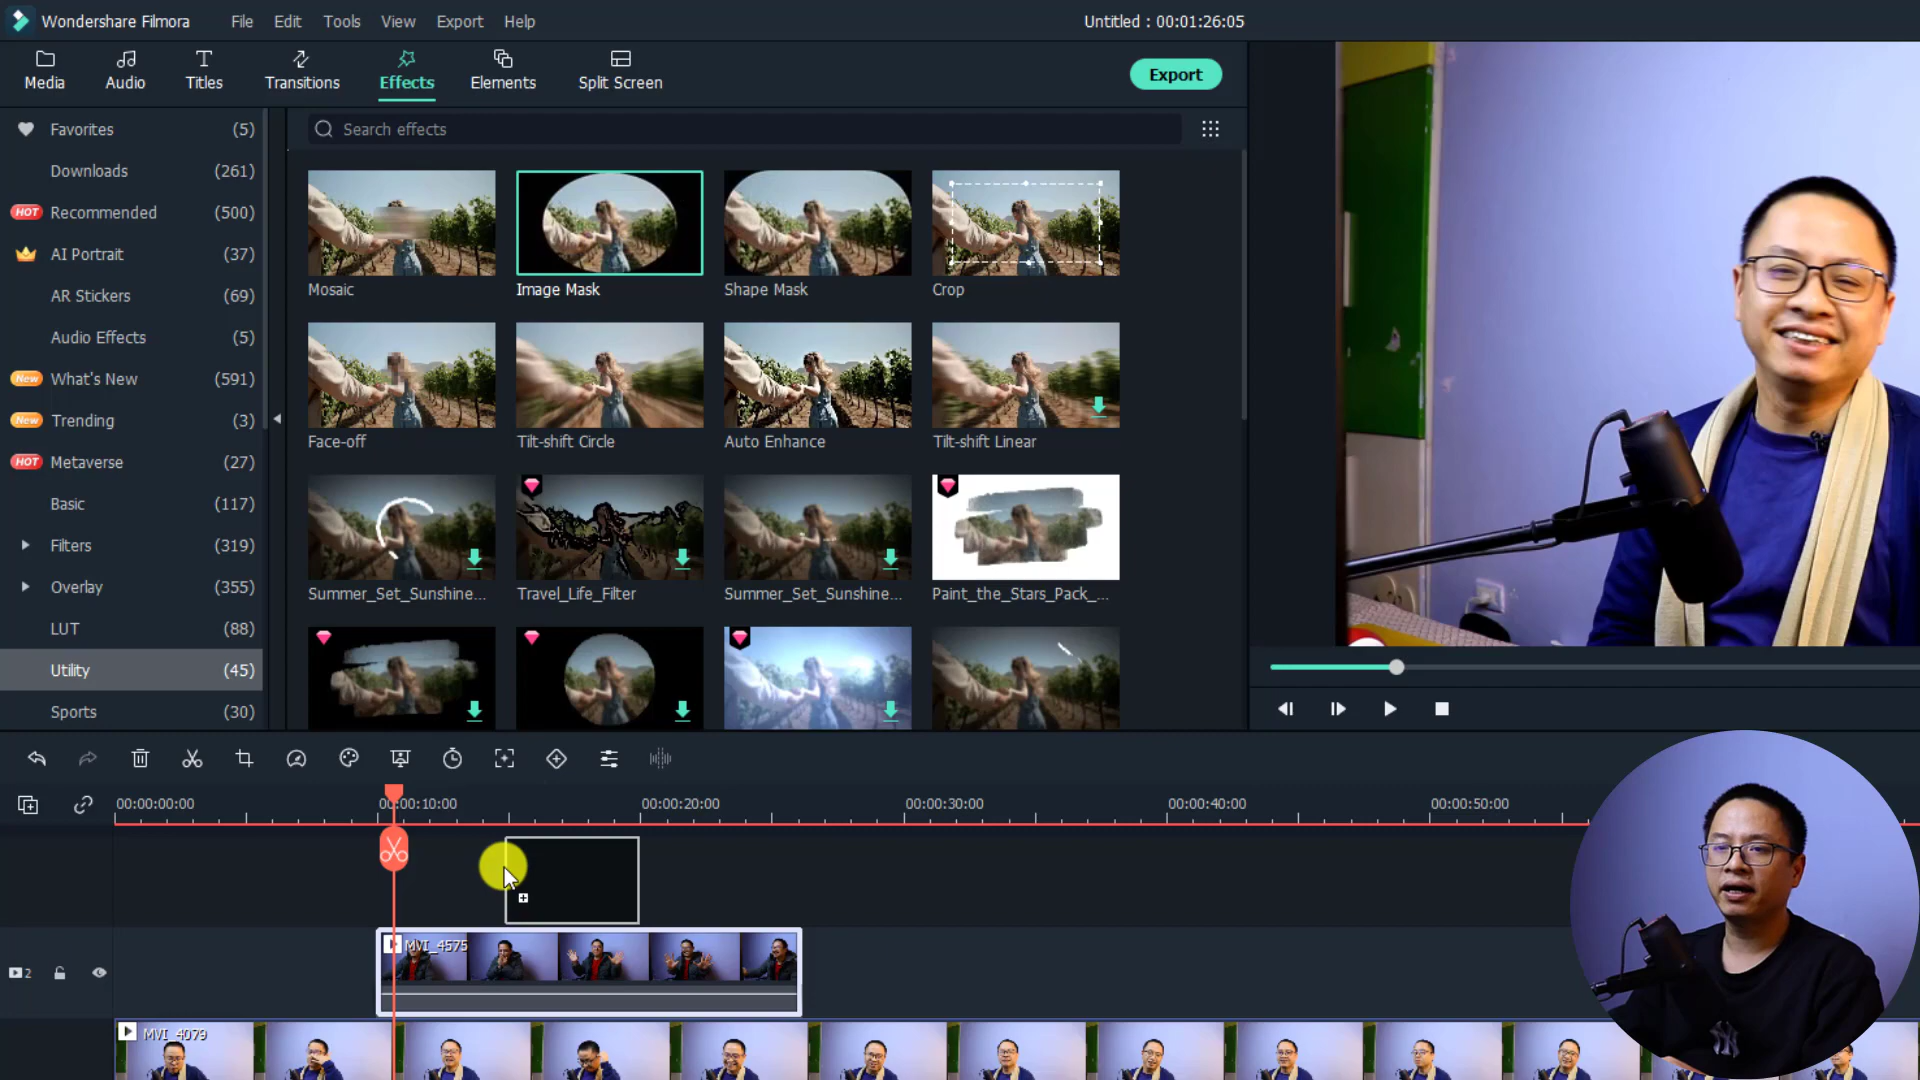 Wondershare Filmora
File Edit Tools View Export Help
Untitled : 00:01:26:05
Media
Audio
Titles
Transitions
Effects
Elements
Split Screen
Export
Favorites (5)
Downloads (261)
HOT Recommended (500)
AI Portrait (37)
AR Stickers (69)
Audio Effects (5)
New What's New (591)
New Trending (3)
HOT Metaverse (27)
Basic (117)
Filters (319)
Overlay (355)
LUT (88)
Utility (45)
Sports (30)
Search effects
Mosaic
Image Mask
Shape Mask
Crop
Face-off
Tilt-shift Circle
Auto Enhance
Tilt-shift Linear
Summer_Set_Sunshine...
Travel_Life_Filter
Summer_Set_Sunshine...
Paint_the_Stars_Pack_...
00:00:00:00
00:00:10:00
00:00:20:00
00:00:30:00
00:00:40:00
00:00:50:00
2
MVI_4575
MVI_4079